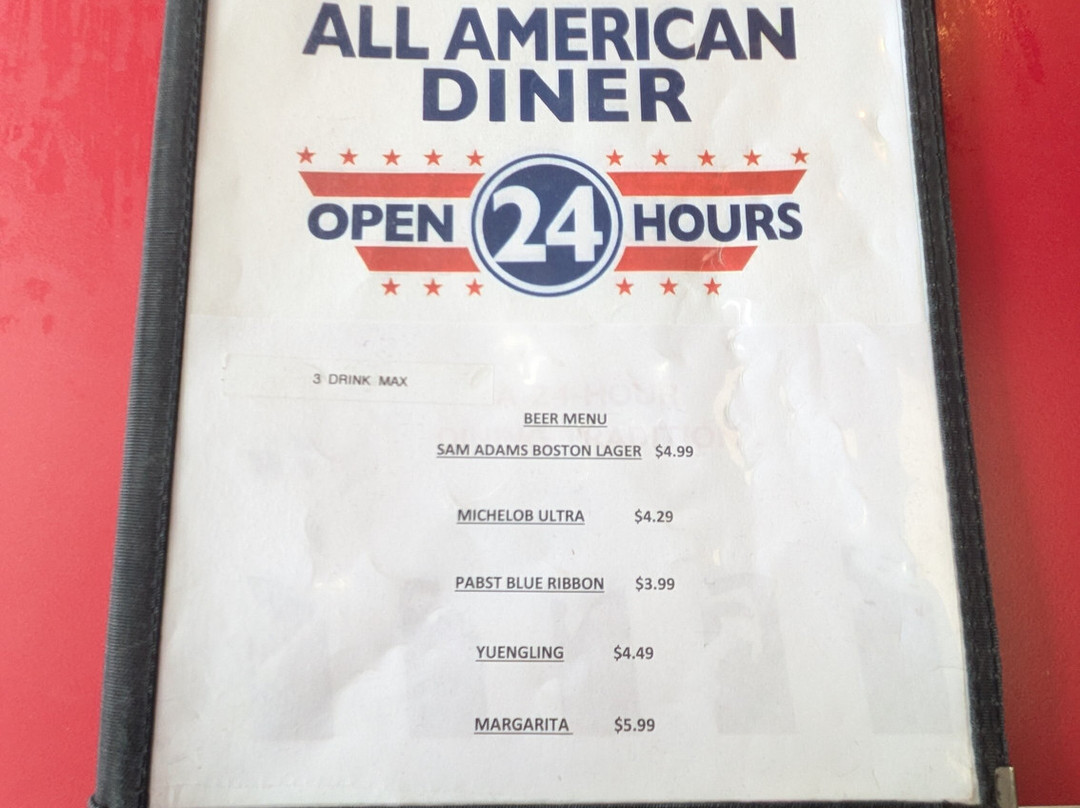 ALL AMERICAN
DINER
OPEN 24 HOURS
3 DRINK MAX
BEER MENU
SAM ADAMS BOSTON LAGER $4.99
MICHELOB ULTRA $4.29
PABST BLUE RIBBON $3.99
YUENGLING $4.49
MARGARITA $5.99